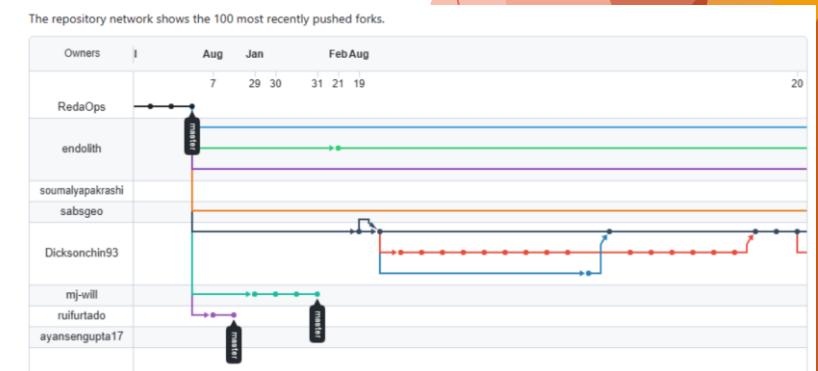 The repository network shows the 100 most recently pushed forks.
Owners Aug Jan Feb Aug
7 29 30 31 21 19 20
RedaOps
master
endolith
soumalyapakrashi
sabsgeo
Dicksonchin93
mj-will
master
ruifurtado
master
ayansengupta17